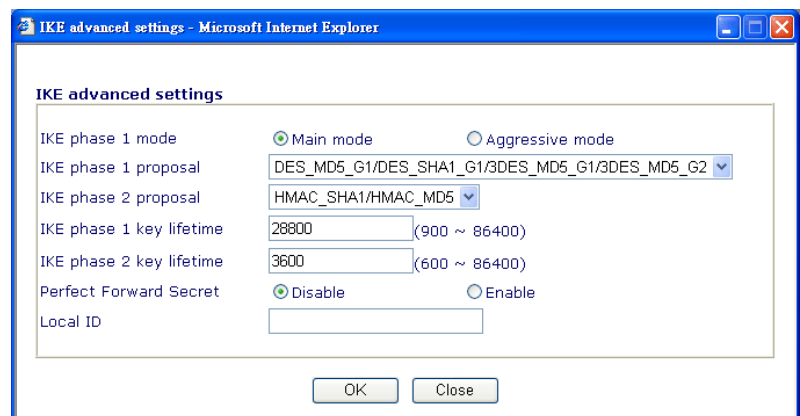 IKE advanced settings - Microsoft Internet Explorer
IKE advanced settings
IKE phase 1 mode Main mode Aggressive mode
IKE phase 1 proposal DES_MD5_G1/DES_SHA1_G1/3DES_MD5_G1/3DES_MD5_G2
IKE phase 2 proposal HMAC_SHA1/HMAC_MD5
IKE phase 1 key lifetime 28800 (900 ~ 86400)
IKE phase 2 key lifetime 3600 (600 ~ 86400)
Perfect Forward Secret Disable Enable
Local ID
OK Close